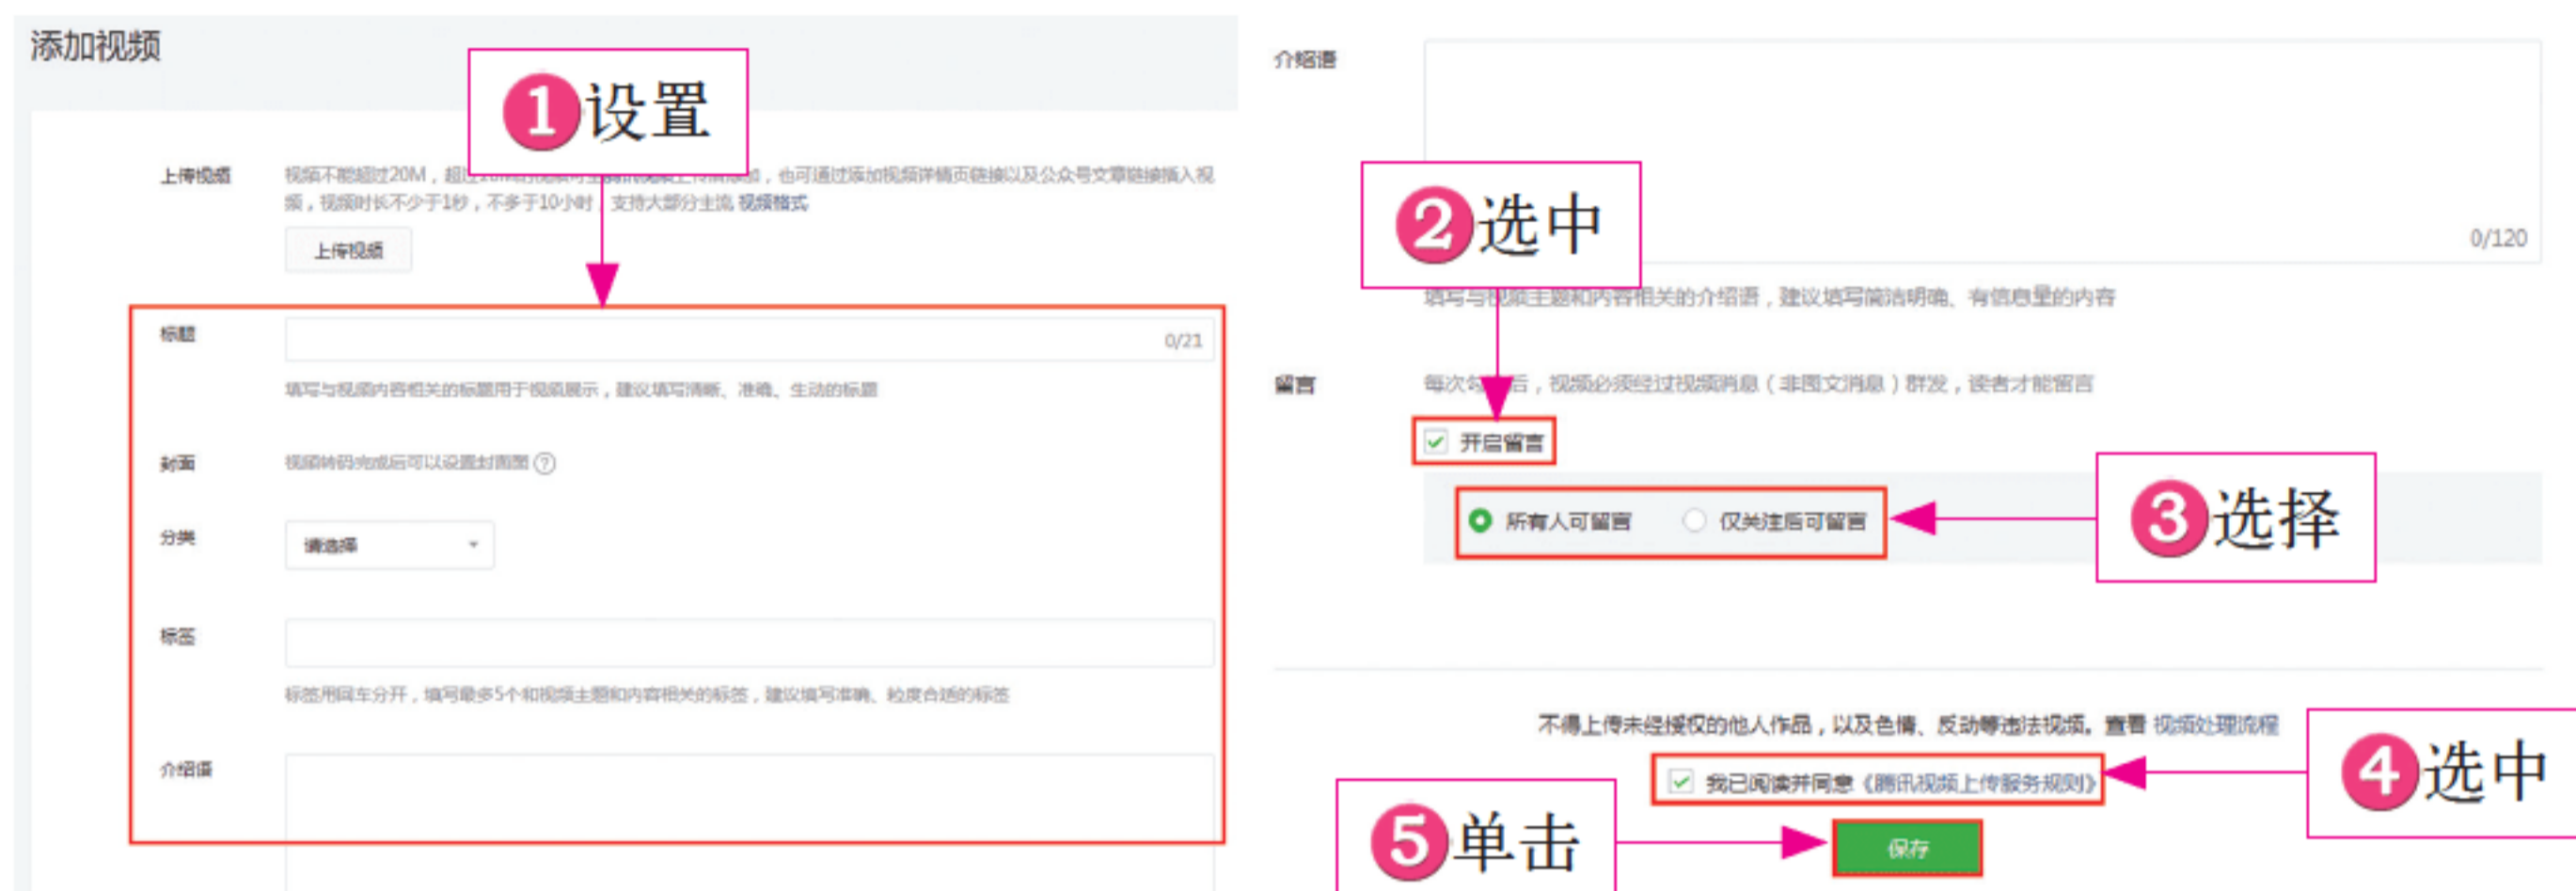 添加视频
❶设置
上传视频
视频不能超过20M，超过
，也可通过添加视频详情页链接以及公众号文章链接插入视
频，视频时长不少于1秒，不多于10小时，支持大部分主流 视频格式
上传视频
标题
0/21
填写与视频内容相关的标题用于视频展示，建议填写清晰、准确、生动的标题
封面
视频转码完成后可以设置封面图 ?
分类
请选择
标签
标签用回车分开，填写最多5个和视频主题和内容相关的标签，建议填写准确、粒度合适的标签
介绍语
介绍语
❷选中
0/120
填写与视频主题和内容相关的介绍语，建议填写简洁明确、有信息量的内容
留言
每次勾 后，视频必须经过视频消息（非图文消息）群发，读者才能留言
开启留言
所有人可留言
仅关注后可留言
❸选择
不得上传未经授权的他人作品，以及色情、反动等违法视频。查看 视频处理流程
我已阅读并同意《腾讯视频上传服务规则》
❹选中
❺单击
保存